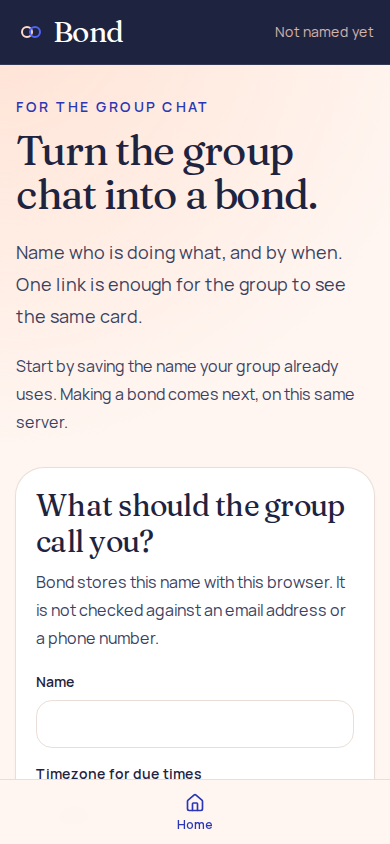 Bond
Not named yet
FOR THE GROUP CHAT
Turn the group
chat into a bond.
Name who is doing what, and by when.
One link is enough for the group to see
the same card.
Start by saving the name your group already
uses. Making a bond comes next, on this same
server.
What should the group
call you?
Bond stores this name with this browser. It
is not checked against an email address or
a phone number.
Name
Timezone for due times
Home